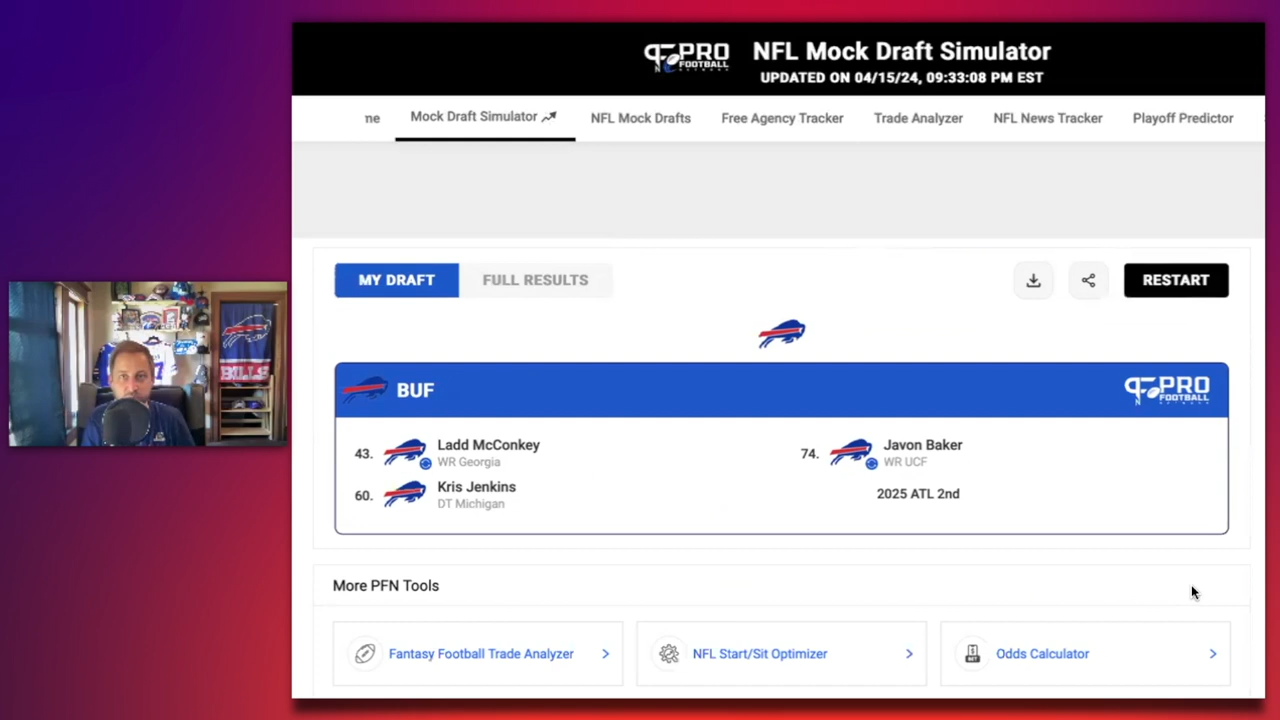 PRO
FOOTBALL
NFL Mock Draft Simulator
UPDATED ON 04/15/24, 09:33:08 PM EST
ne
Mock Draft Simulator
NFL Mock Drafts
Free Agency Tracker
Trade Analyzer
NFL News Tracker
Playoff Predictor
MY DRAFT
FULL RESULTS
RESTART
BUF
PRO
FOOTBALL
43.
Ladd McConkey
WR Georgia
60.
Kris Jenkins
DT Michigan
74.
Javon Baker
WR UCF
2025 ATL 2nd
More PFN Tools
Fantasy Football Trade Analyzer
NFL Start/Sit Optimizer
Odds Calculator
BILLS